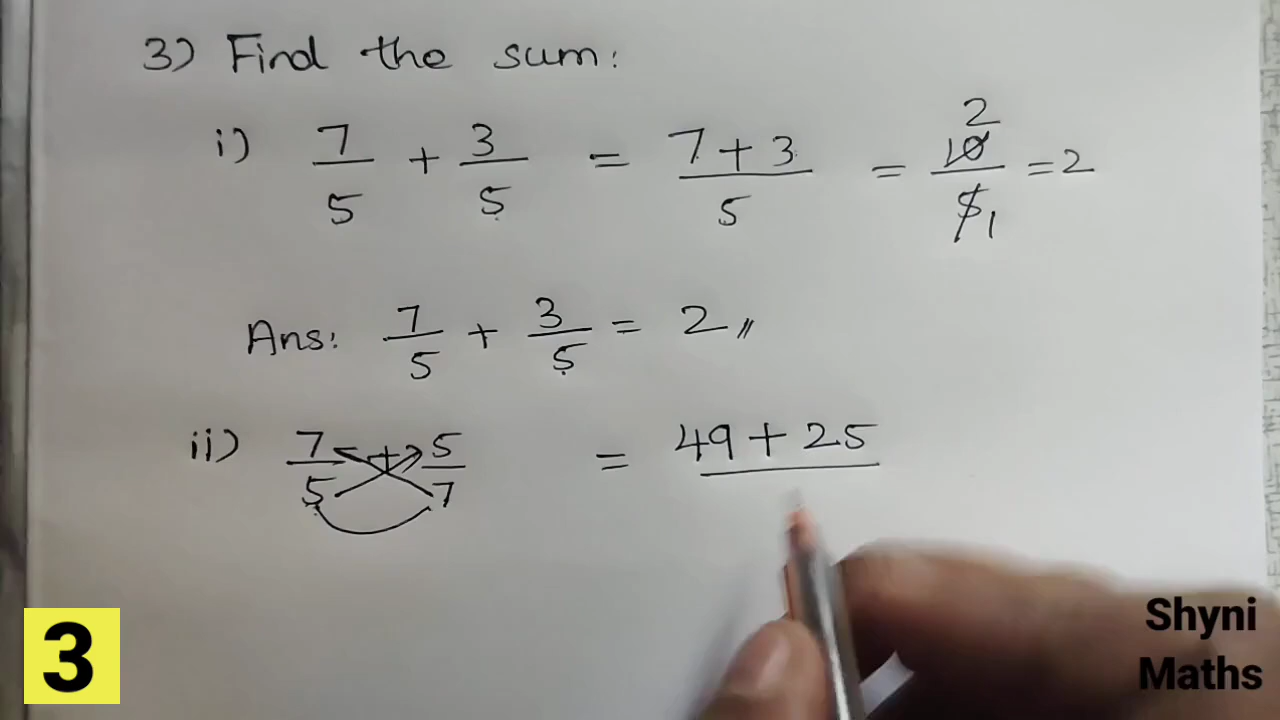 3) Find the sum:
i) 7/5 + 3/5 = 7+3/5 = 10/5 2 1 = 2
Ans: 7/5 + 3/5 = 2 //
ii) 7/5 + 5/7 = 49 + 25
3
Shyni
Maths